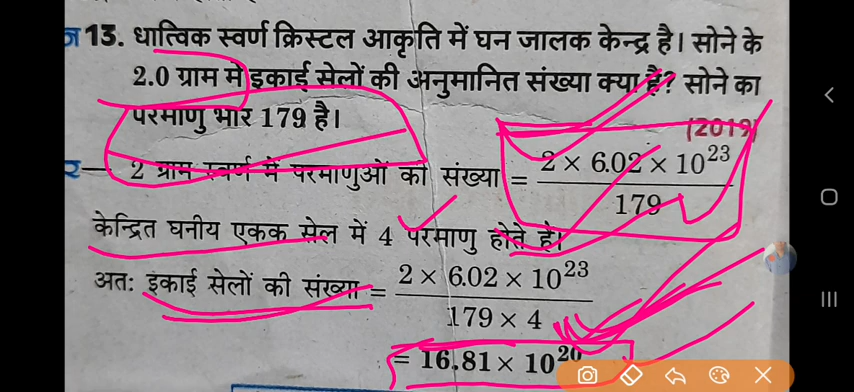 13. धात्विक स्वर्ण क्रिस्टल आकृति में घन जालक केन्द्र है। सोने के
2.0 ग्राम में इकाई सेलों की अनुमानित संख्या क्या है? सोने का
परमाणु भार 179 है।
(2019)
2 ग्राम स्वर्ण में परमाणुओं की संख्या = 2 × 6.02 × 10²³ / 179
केन्द्रित घनीय एकक सेल में 4 परमाणु होते है।
अतः इकाई सेलों की संख्या = 2 × 6.02 × 10²³ / 179 × 4
= 16.81 × 10²⁰